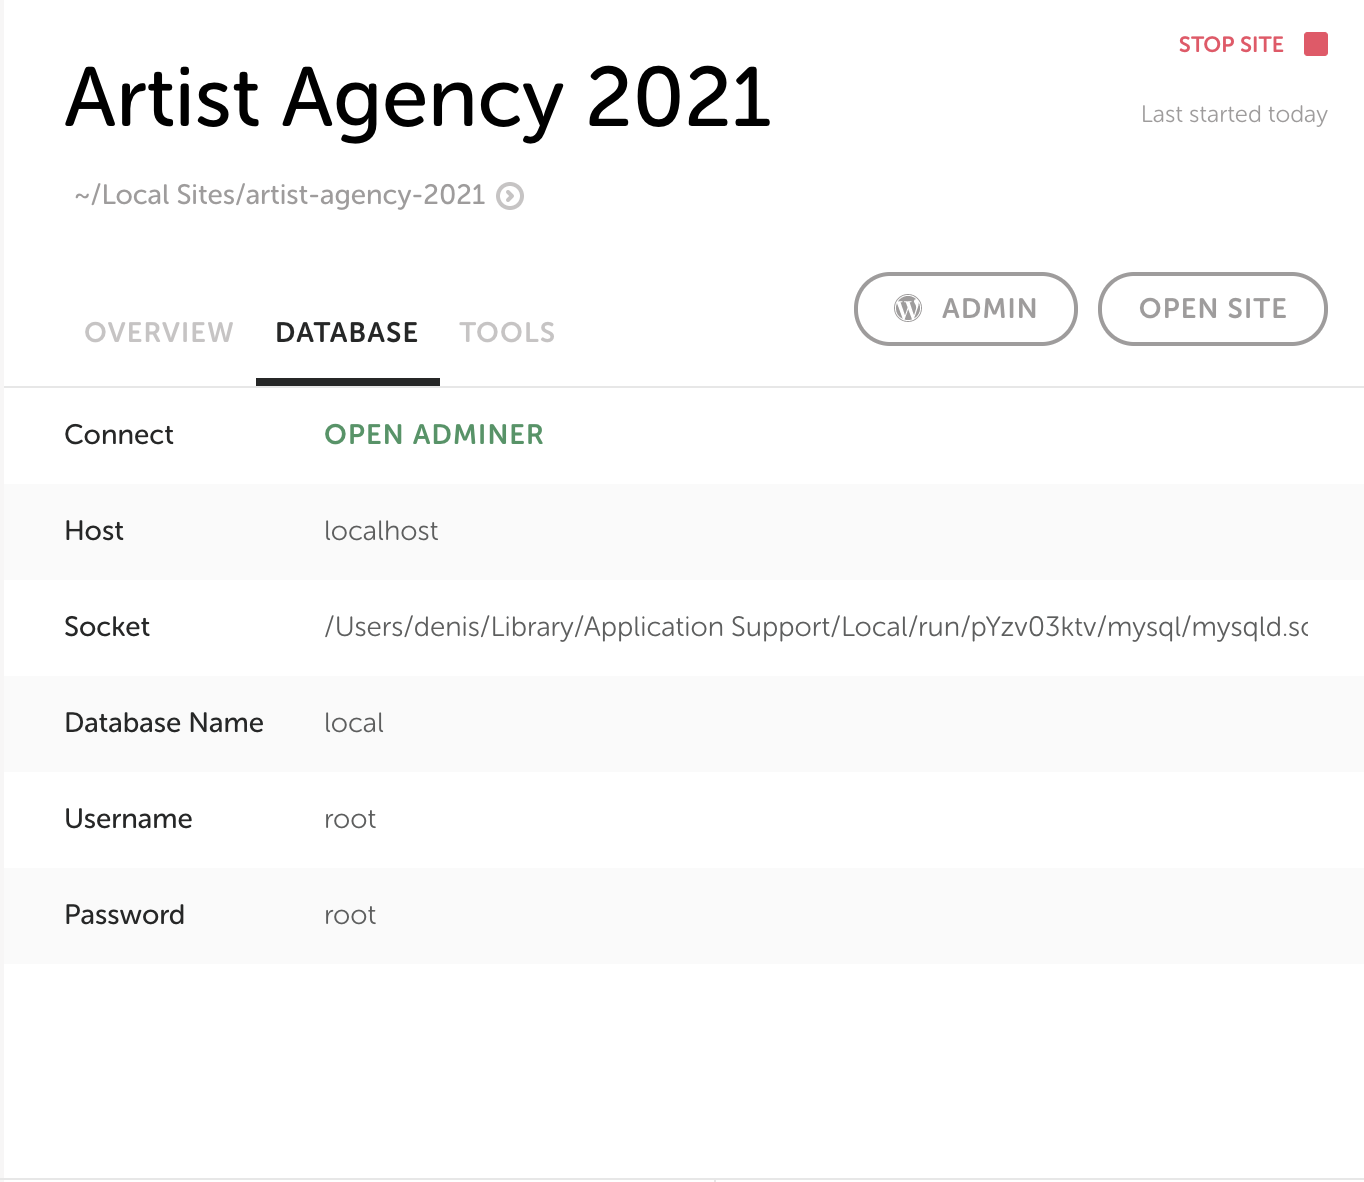 STOP SITE
Artist Agency 2021
Last started today
~/Local Sites/artist-agency-2021
OVERVIEW DATABASE TOOLS ADMIN OPEN SITE
Connect OPEN ADMINER
Host localhost
Socket /Users/denis/Library/Application Support/Local/run/pYzv03ktv/mysql/mysqld.sc
Database Name local
Username root
Password root